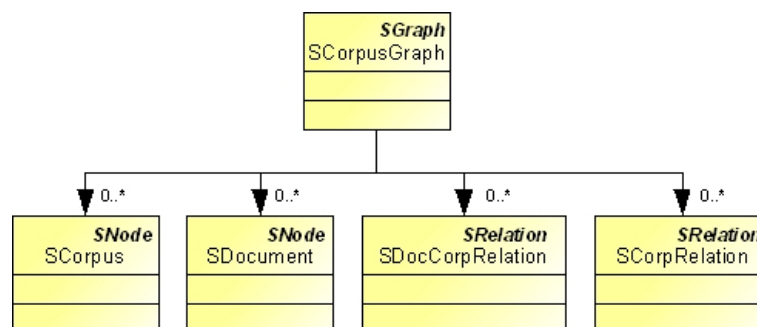 SGraph
SCorpusGraph
0..* 0..* 0..* 0..*
SNode SNode SRelation SRelation
SCorpus SDocument SDocCorpRelation SCorpRelation